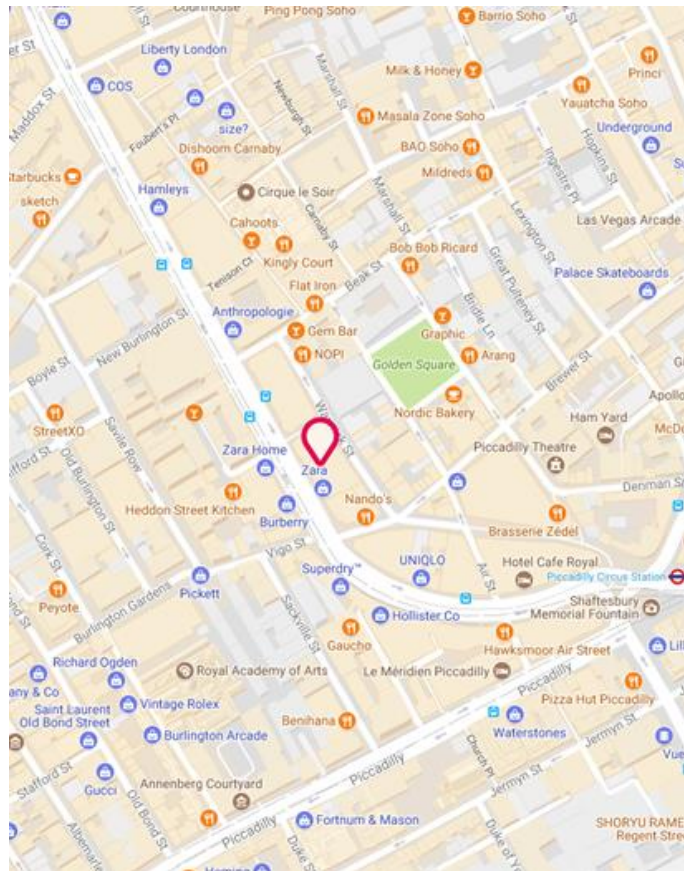 Courthouse
Ping Pong Soho
Barrio Soho
Liberty London
Milk & Honey
Princi
COS
Marshall St
Yauatcha Soho
Maddox St
Newburgh St
size?
Masala Zone Soho
Underground
Foubert's Pl
Dishoom Carnaby
BAO Soho
Hopkins St
Starbucks
Hamleys
Cirque le Soir
Mildreds
Ingestre Pl
sketch
Carnaby St
Marshall St
Lexington St
Las Vegas Arcade
Cahoots
Kingly Court
Bob Bob Ricard
Tenison Ct
Beak St
Great Pulteney St
Palace Skateboards
Flat Iron
Anthropologie
Bridle Ln
New Burlington St
Gem Bar
Graphic
NOPI
Golden Square
Arang
Brewer St
Boyle St
Nordic Bakery
Ham Yard
StreetXO
Savile Row
Zara Home
Piccadilly Theatre
Old Burlington St
Zara
Denman
Heddon Street Kitchen
Nando's
Burberry
Brasserie Zédel
Cork St
Vigo St
UNIQLO
Hotel Cafe Royal
Superdry™
Air St
Piccadilly Circus Station
Pickett
Peyote
Shaftesbury
Memorial Fountain
Burlington Gardens
Sackville St
Hollister Co
Gaucho
Hawksmoor Air Street
Richard Ogden
Royal Academy of Arts
Le Méridien Piccadilly
Piccadilly
Pizza Hut Piccadilly
Saint Laurent
Old Bond Street
Vintage Rolex
Benihana
Waterstones
Burlington Arcade
Jermyn St
Church Pl
Stafford St
Gucci
Annenberg Courtyard
Piccadilly
Jermyn St
Old Bond St
Fortnum & Mason
SHORYU
Regent
Piccadilly
Duke St